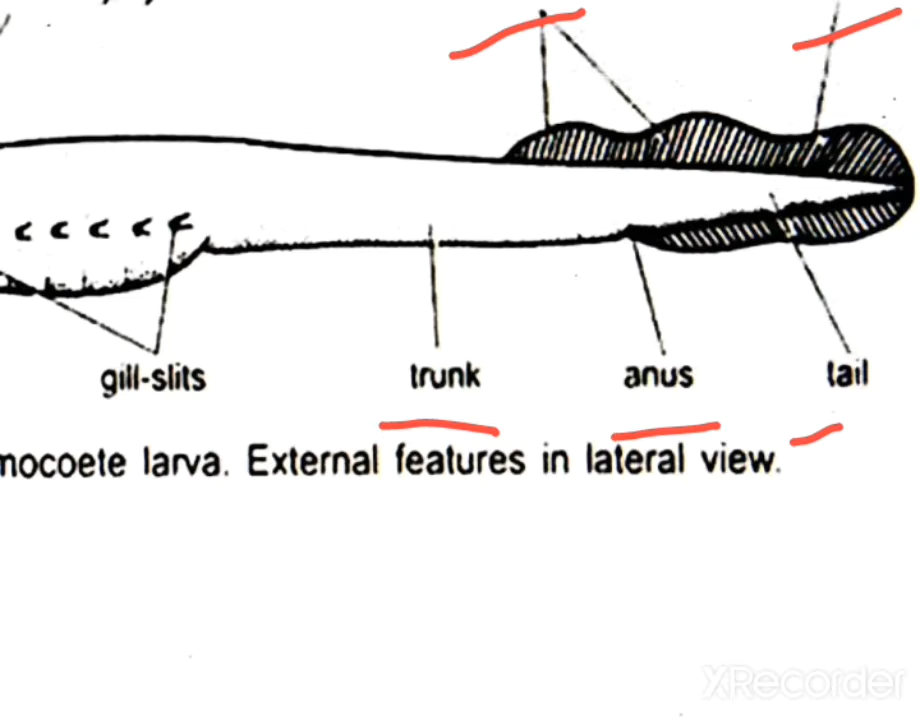 gill-slits trunk anus tail
mocoete larva. External features in lateral view.
XRecorder